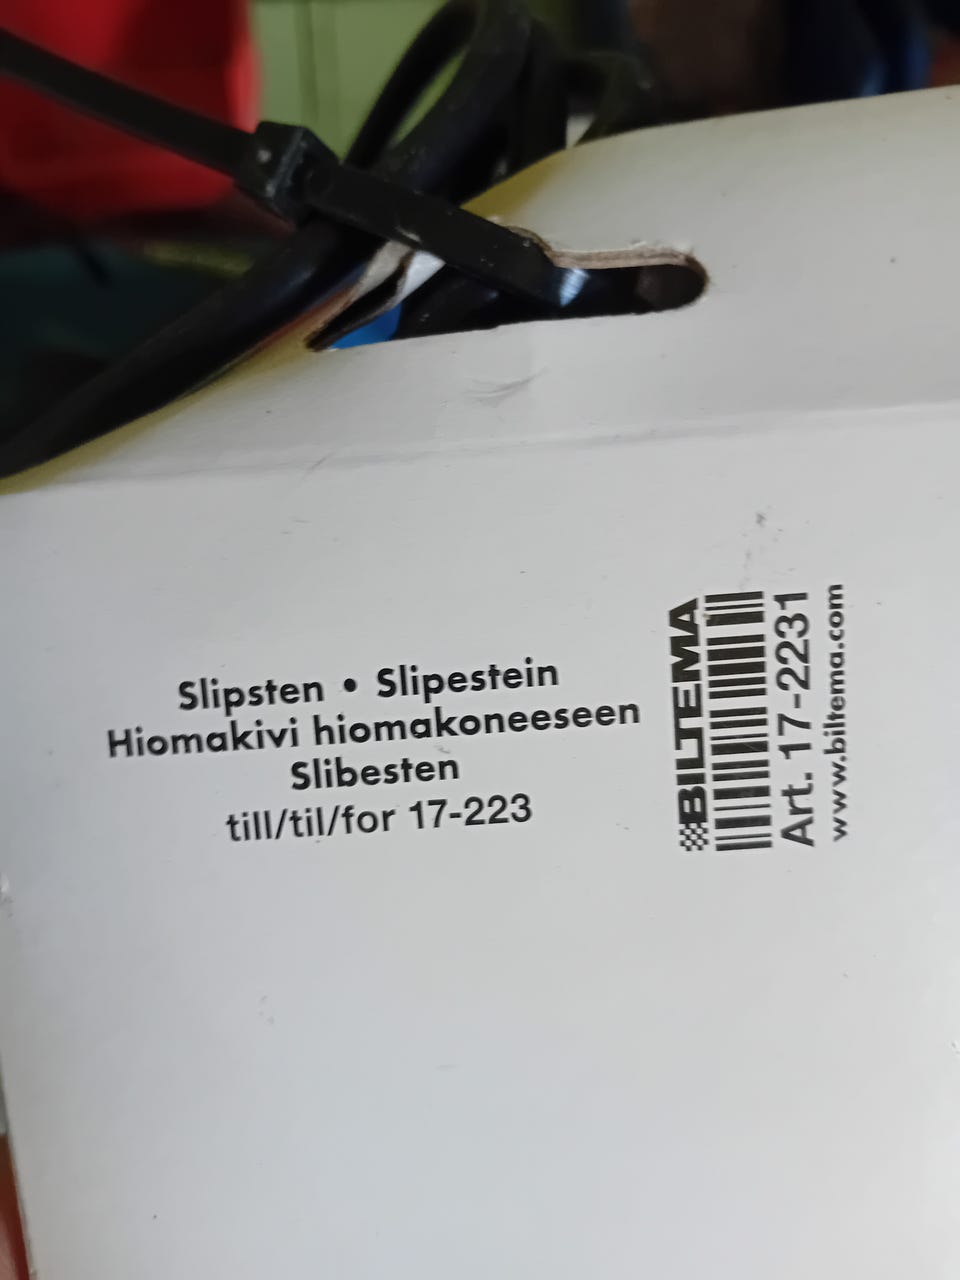 Slipsten • Slipestein
Hiomakivi hiomakoneeseen
Slibesten
till/til/for 17-223
BILTEMA
Art. 17-2231
www.biltema.com